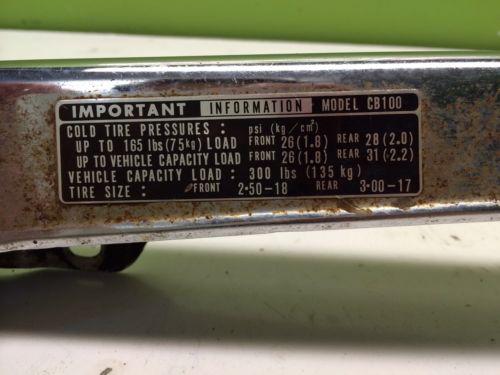 IMPORTANT INFORMATION MODEL CB100
COLD TIRE PRESSURES : psi (kg/cm²)
UP TO 165 lbs (75kg) LOAD FRONT 26 (1.8) REAR 28 (2.0)
UP TO VEHICLE CAPACITY LOAD FRONT 26 (1.8) REAR 31 (2.2)
VEHICLE CAPACITY LOAD : 300 lbs (135 kg)
TIRE SIZE : FRONT 2·50-18 REAR 3·00-17